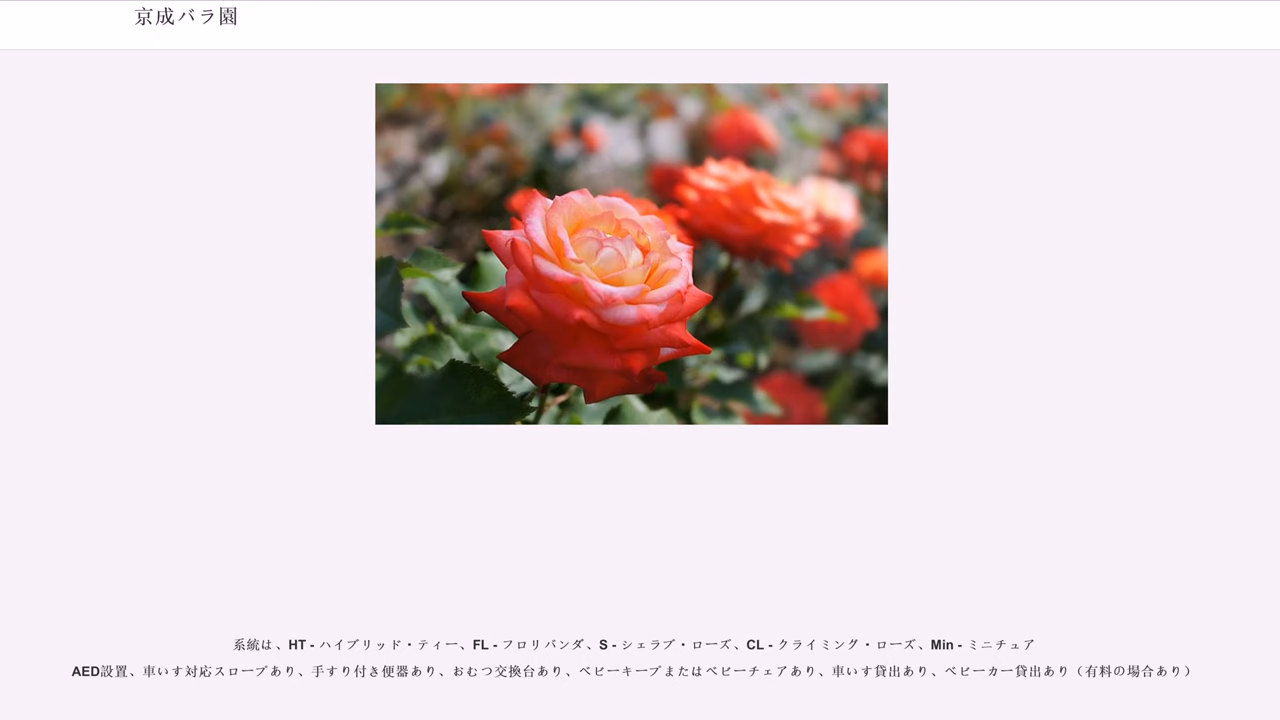 京成バラ園
系統は、HT - ハイブリッド・ティー、FL - フロリバンダ、S - シェラブ・ローズ、CL - クライミング・ローズ、Min - ミニチュア
AED設置、車いす対応スロープあり、手すり付き便器あり、おむつ交換台あり、ベビーキープまたはベビーチェアあり、車いす貸出あり、ベビーカー貸出あり（有料の場合あり）